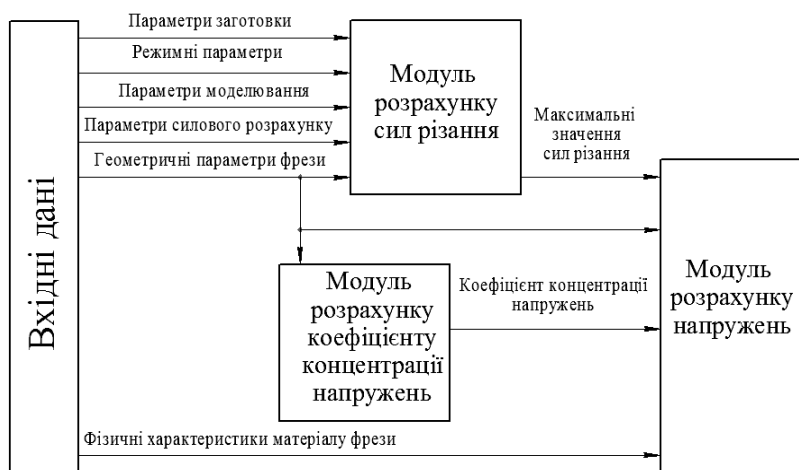 Параметри заготовки
Режимні параметри
Параметри моделювання
Параметри силового розрахунку
Геометричні параметри фрези
Вхідні дані
Модуль
розрахунку
сил різання
Максимальні
значення
сил різання
Модуль
розрахунку
коефіцієнту
концентрації
напружень
Коефіцієнт концентрації
напружень
Модуль
розрахунку
напружень
Фізичні характеристики матеріалу фрези